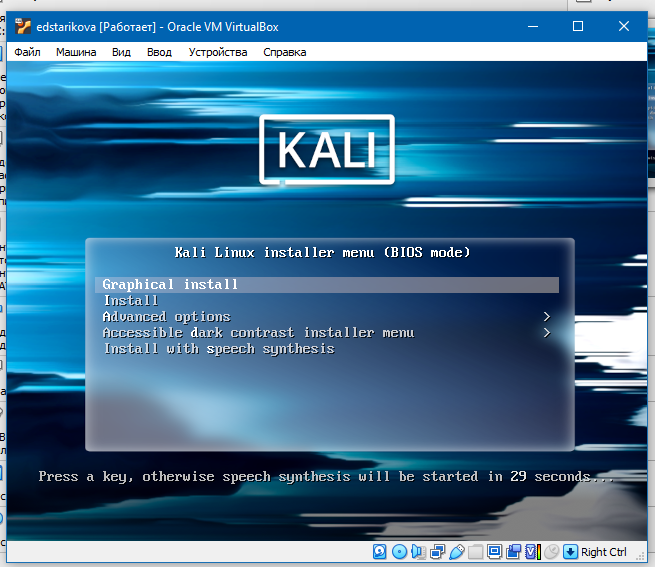 edstarikova [Работает] - Oracle VM VirtualBox
Файл Машина Вид Ввод Устройства Справка
KALI
Kali Linux installer menu (BIOS mode)
Graphical install
Install
Advanced options >
Accessible dark contrast installer menu >
Install with speech synthesis
Press a key, otherwise speech synthesis will be started in 29 seconds...
Right Ctrl